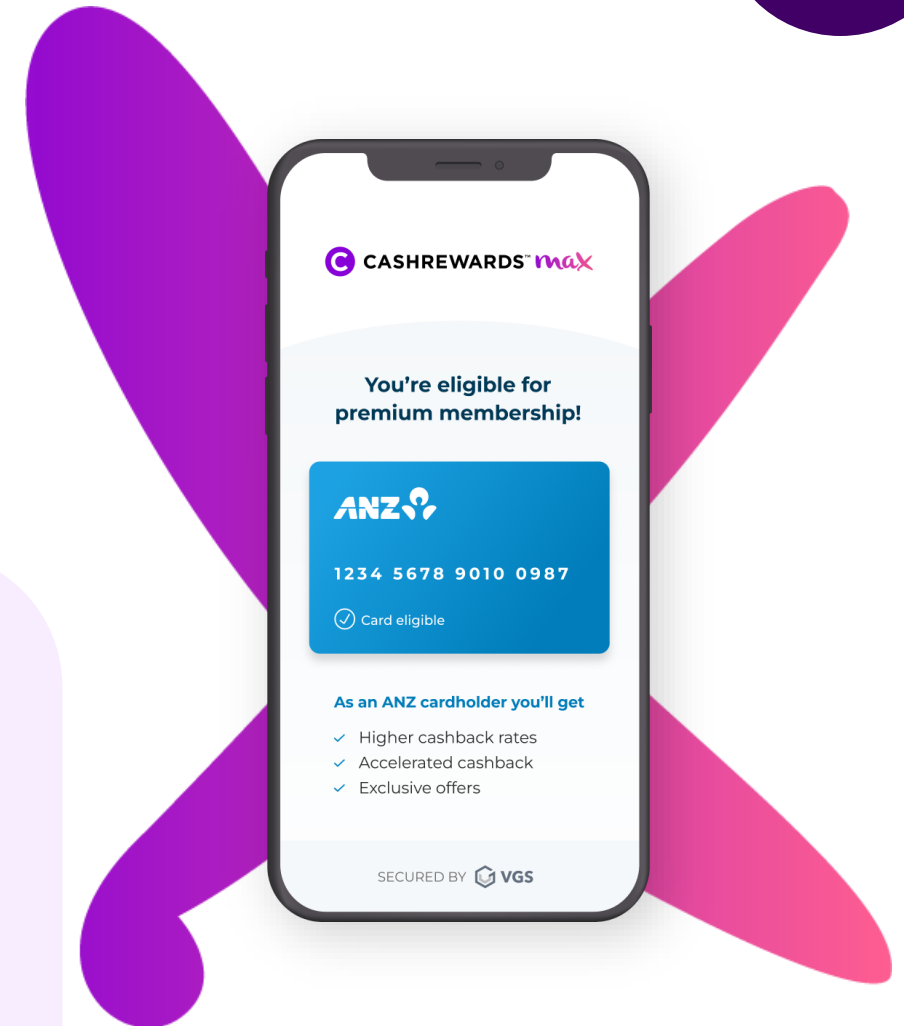 C CASHREWARDS™ max
You’re eligible for
premium membership!
ANZ
1234 5678 9010 0987
Card eligible
As an ANZ cardholder you’ll get
Higher cashback rates
Accelerated cashback
Exclusive offers
SECURED BY VGS